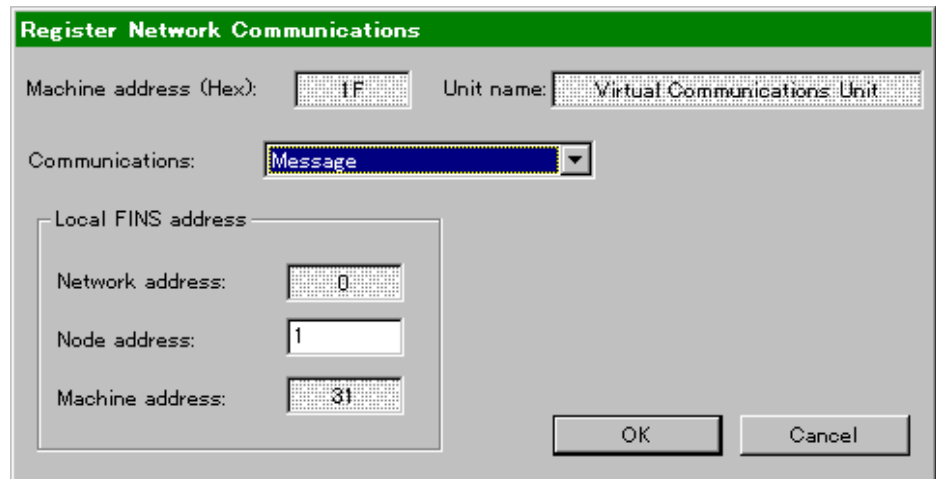 Register Network Communications
Machine address (Hex): 1F Unit name: Virtual Communications Unit
Communications: Message
Local FINS address
Network address: 0
Node address: 1
Machine address: 31
OK Cancel